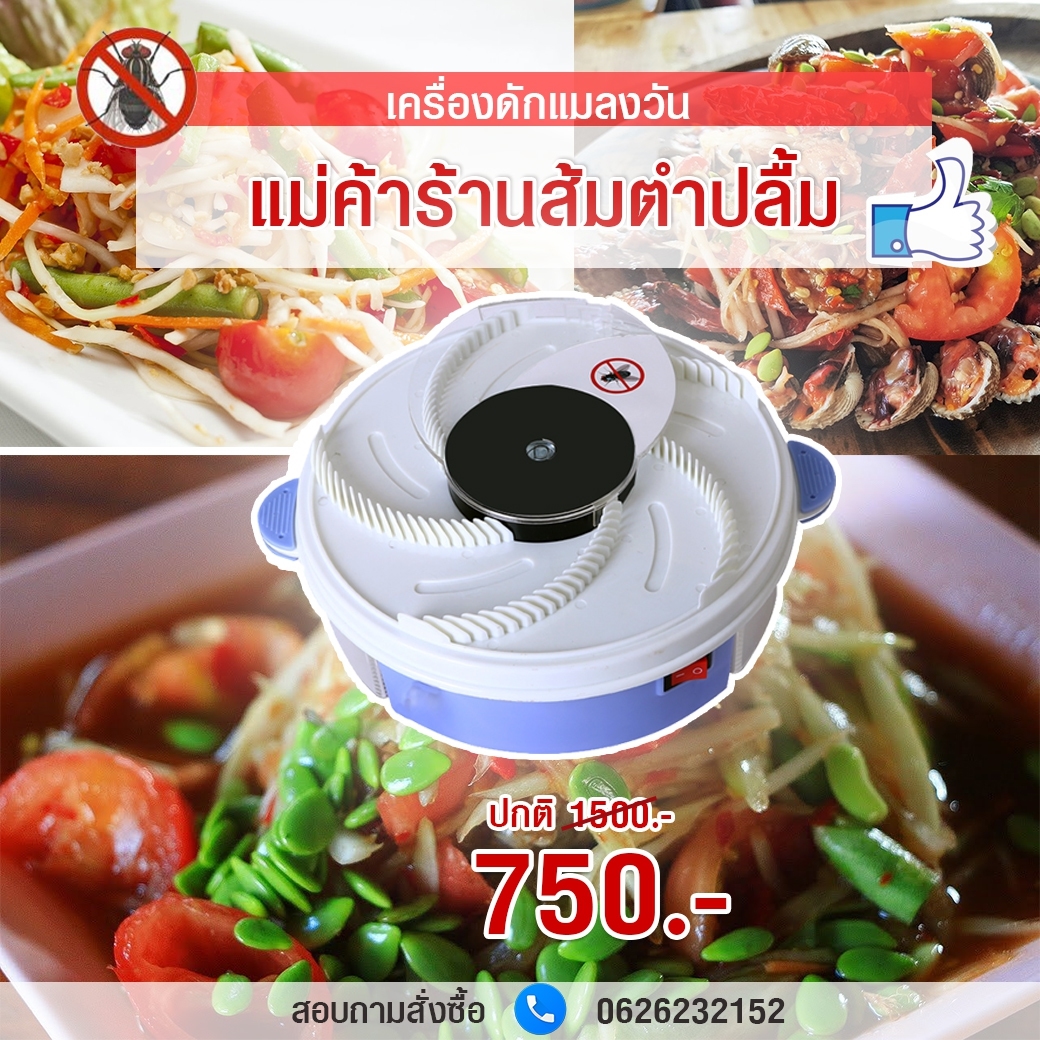 เครื่องดักแมลงวัน
แม่ค้าร้านส้มตำปลื้ม
ปกติ 1500.-
750.-
สอบถามสั่งซื้อ 0626232152